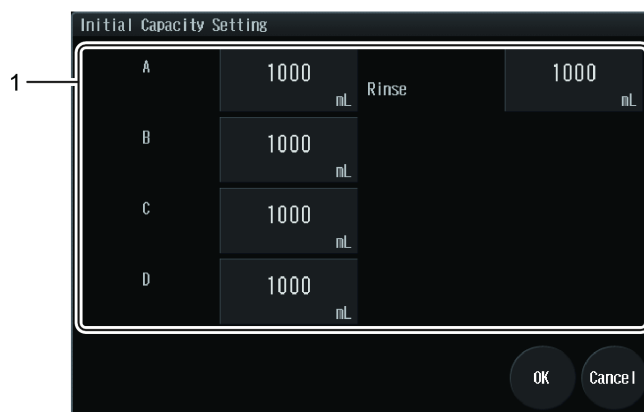 Initial Capacity Setting
1
A 1000 mL Rinse 1000 mL
B 1000 mL
C 1000 mL
D 1000 mL
OK Cancel